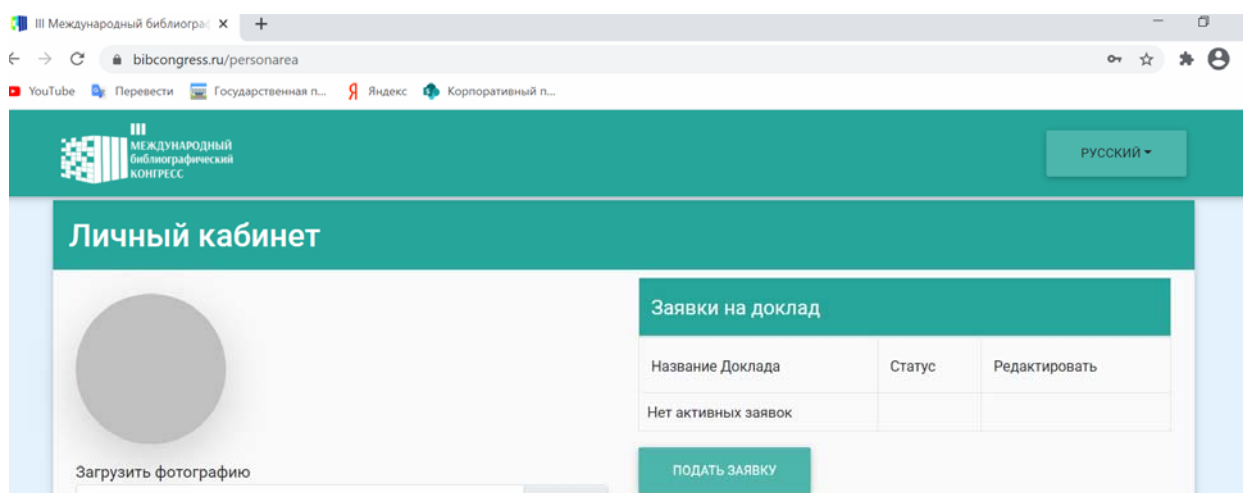 III Международный библиограф
bibcongress.ru/personarea
YouTube Перевести Государственная п... Яндекс Корпоративный п...
III
МЕЖДУНАРОДНЫЙ
библиографический
КОНГРЕСС
РУССКИЙ
Личный кабинет
Заявки на доклад
Название Доклада Статус Редактировать
Нет активных заявок
ПОДАТЬ ЗАЯВКУ
Загрузить фотографию